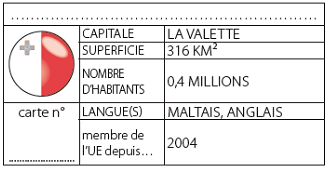 CAPITALE LA VALETTE
SUPERFICIE 316 KM²
NOMBRE D'HABITANTS 0,4 MILLIONS
carte n° LANGUE(S) MALTAIS, ANGLAIS
membre de l'UE depuis... 2004